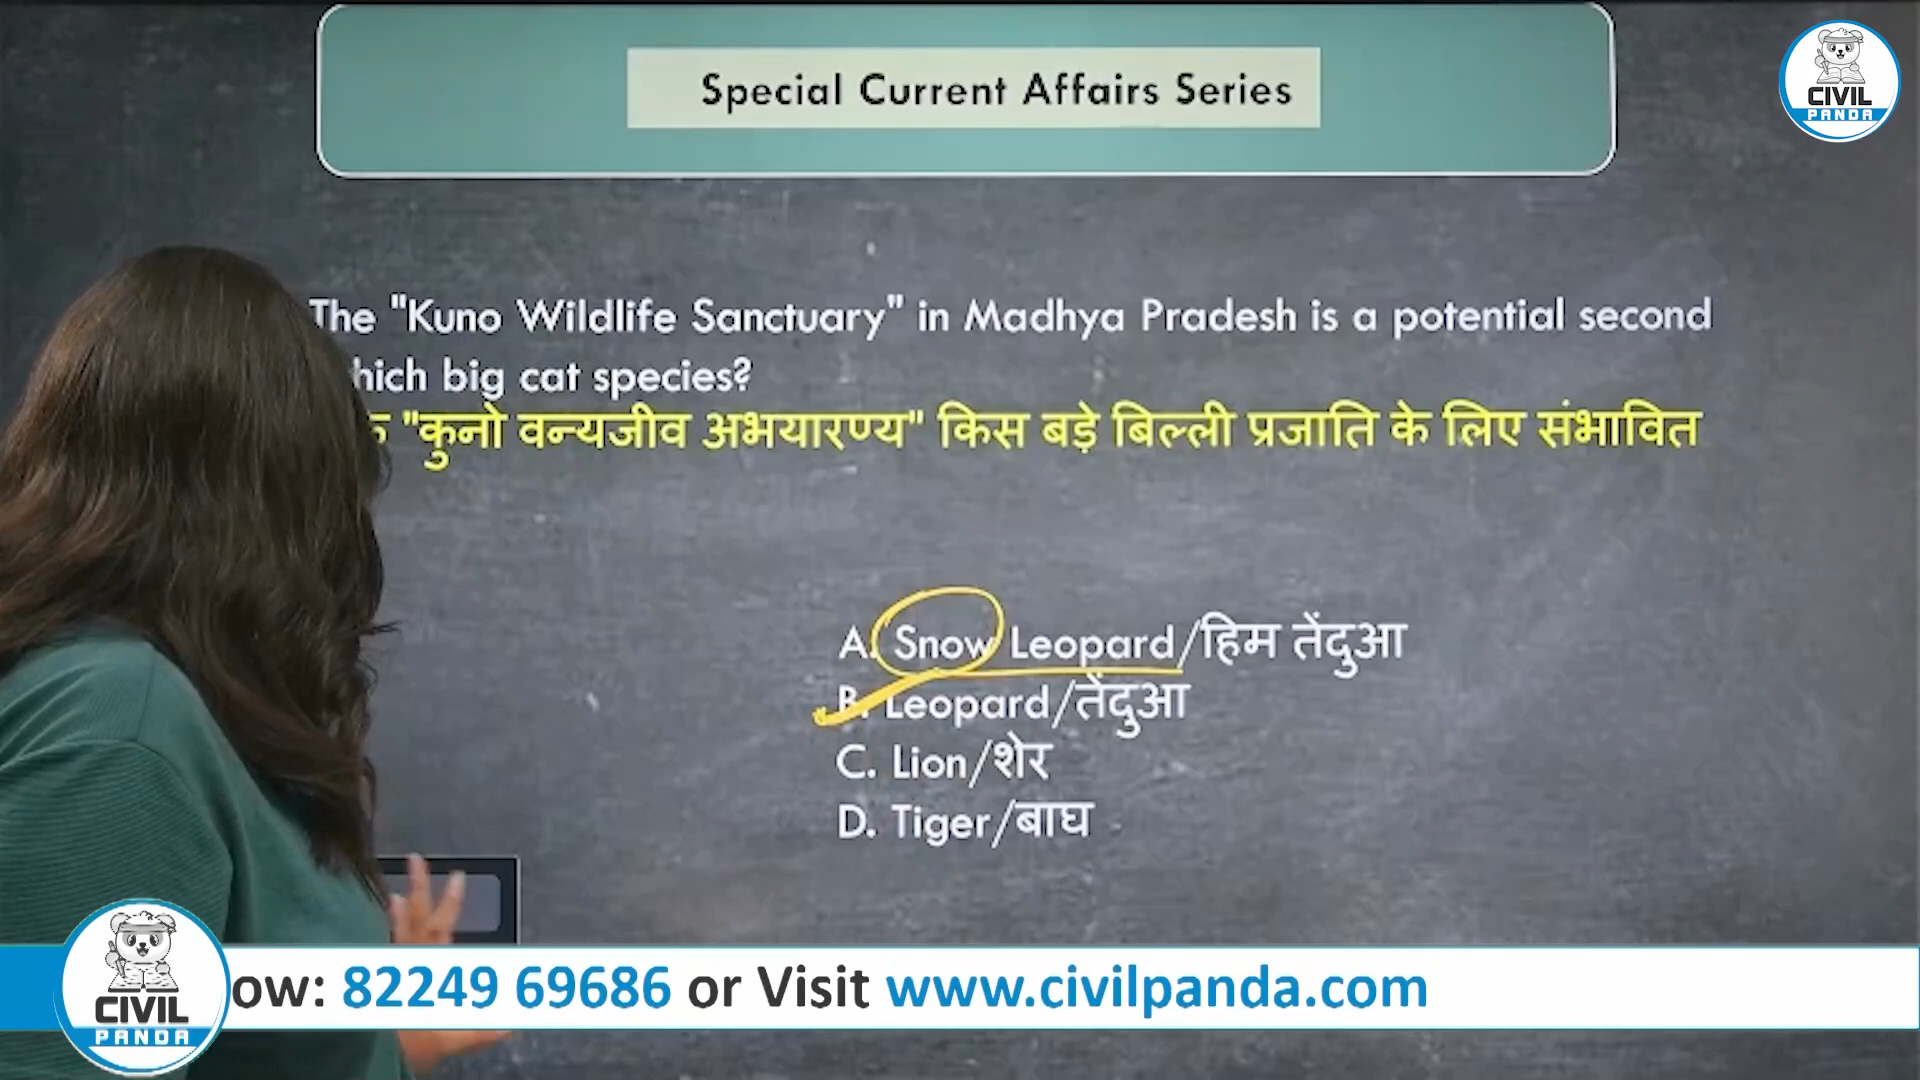 Special Current Affairs Series
CIVIL
PANDA
The "Kuno Wildlife Sanctuary" in Madhya Pradesh is a potential second
big cat species?
"कुनो वन्यजीव अभयारण्य" किस बड़े बिल्ली प्रजाति के लिए संभावित
A. Snow Leopard/हिम तेंदुआ
B. Leopard/तेंदुआ
C. Lion/शेर
D. Tiger/बाघ
82249 69686 or Visit www.civilpanda.com
CIVIL
PANDA